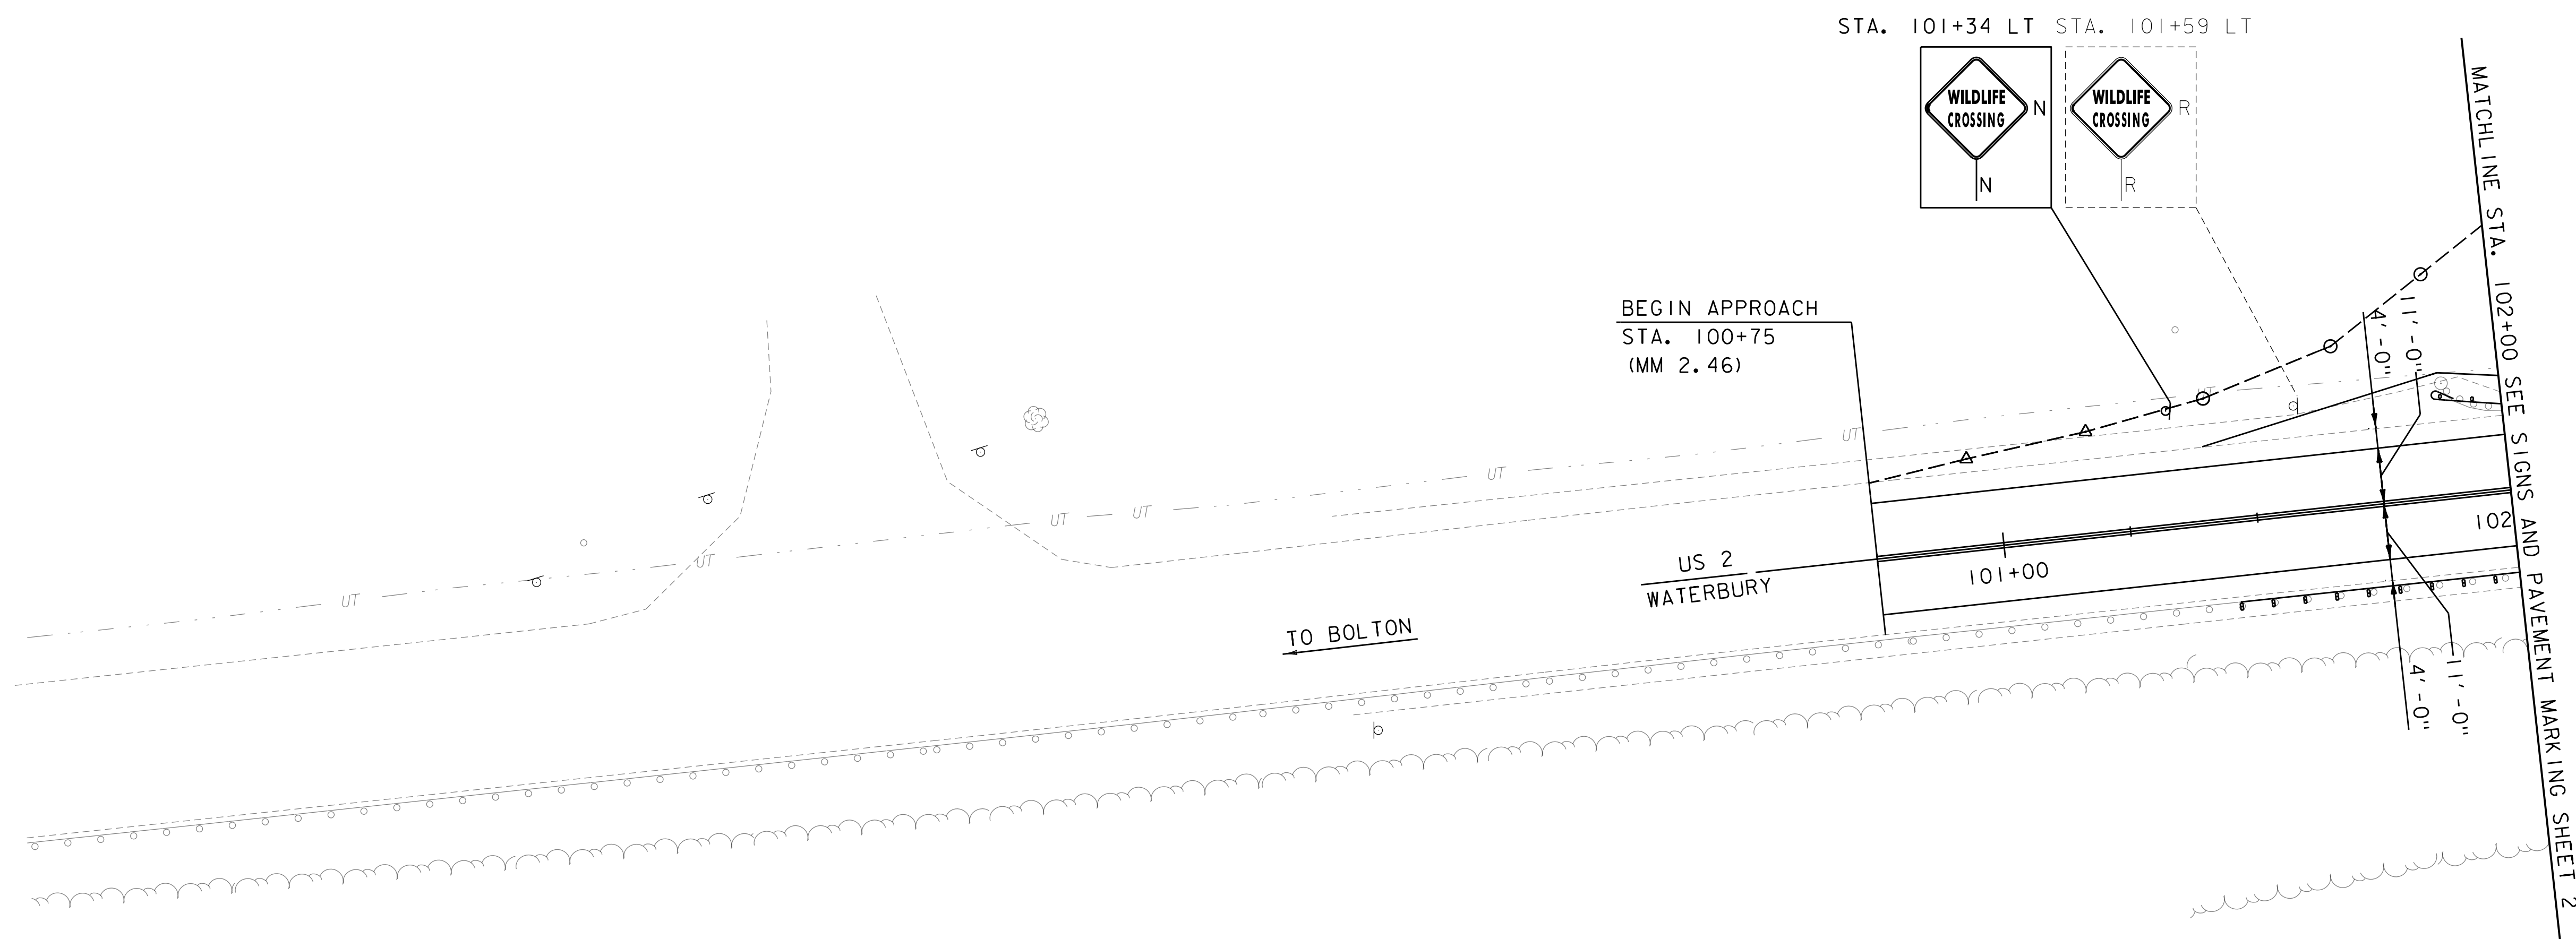 STA. 101+34 LT STA. 101+59 LT
WILDLIFE
CROSSING
N
N
WILDLIFE
CROSSING
R
R
MATCHLINE STA. 102+00 SEE SIGNS AND PAVEMENT MARKING SHEET 2
BEGIN APPROACH
STA. 100+75
(MM 2.46)
4'-0"
11'-0"
UT
UT
UT
UT
UT
UT
UT
102
US 2
WATERBURY
101+00
TO BOLTON
4'-0"
11'-0"